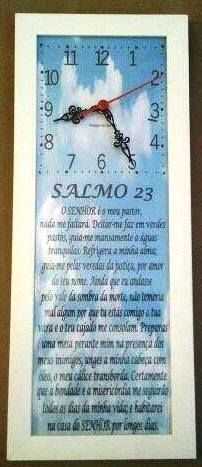 11 12 1
10 2
9 3
8 4
7 6 5
SALMO 23
O SENHOR é o meu pastor,
nada me faltará. Deitar-me faz em verdes
pastos, guia-me mansamente a águas
tranquilas. Refrigera a minha alma;
guia-me pelas veredas da justiça, por amor
do seu nome. Ainda que eu andasse
pelo vale da sombra da morte, não temeria
mal algum por que tu estas comigo a tua
vara e o teu cajado me consolam. Preparas
uma mesa perante mim na presença dos
meus inimigos, unges a minha cabeça com
óleo, o meu cálice transborda. Certamente
que a bondade e a misericordia me seguirão
todos os dias da minha vida; e habitarei
na casa do SENHOR por longos dias.